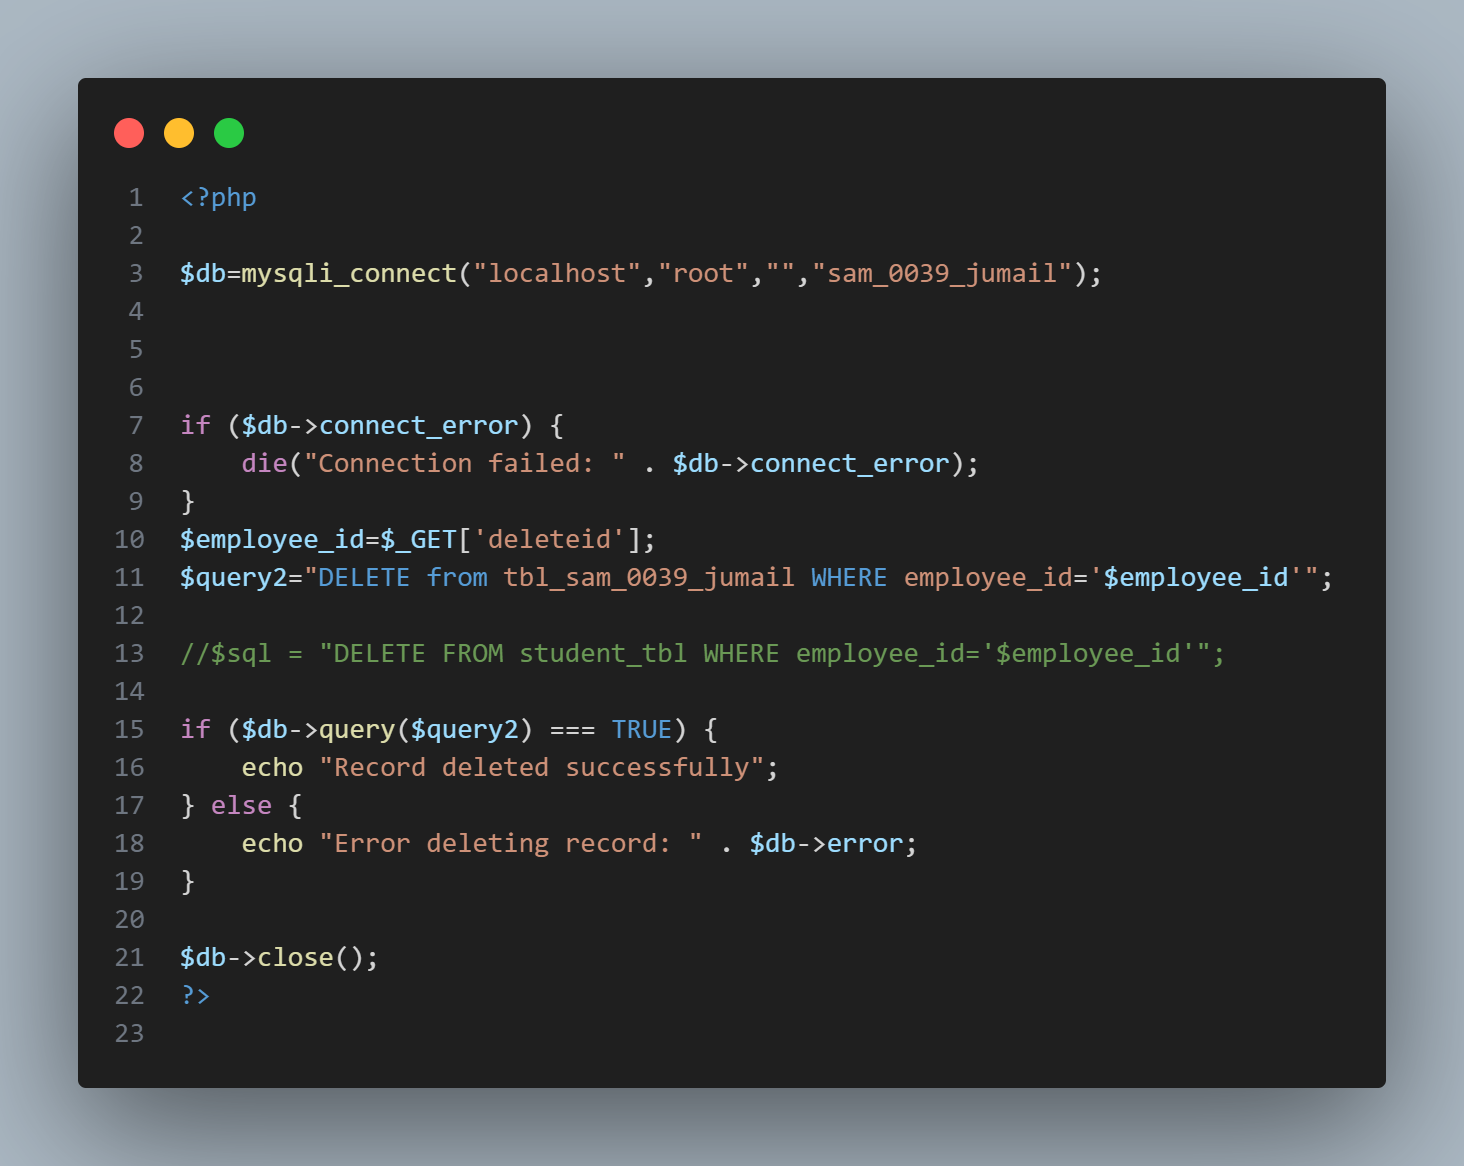 1 <?php
2
3 $db=mysqli_connect("localhost","root","","sam_0039_jumail");
4
5
6
7 if ($db->connect_error) {
8     die("Connection failed: " . $db->connect_error);
9 }
10 $employee_id=$_GET['deleteid'];
11 $query2="DELETE from tbl_sam_0039_jumail WHERE employee_id='$employee_id'";
12
13 //$sql = "DELETE FROM student_tbl WHERE employee_id='$employee_id'";
14
15 if ($db->query($query2) === TRUE) {
16     echo "Record deleted successfully";
17 } else {
18     echo "Error deleting record: " . $db->error;
19 }
20
21 $db->close();
22 ?>
23